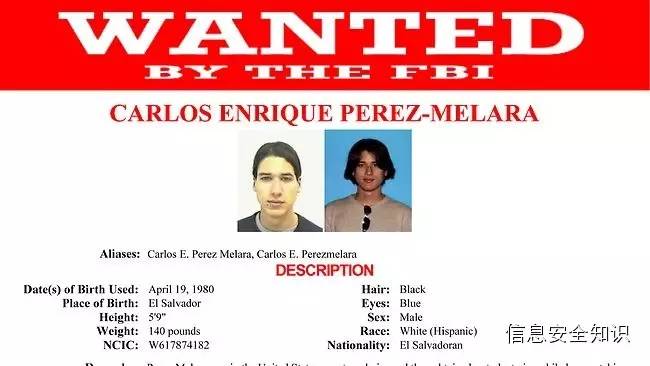 WANTED
BY THE FBI
CARLOS ENRIQUE PEREZ-MELARA
Aliases: Carlos E. Perez Melara, Carlos E. Perezmelara
DESCRIPTION
Date(s) of Birth Used: April 19, 1980 Hair: Black
Place of Birth: El Salvador Eyes: Blue
Height: 5'9" Sex: Male
Weight: 140 pounds Race: White (Hispanic)
NCIC: W617874182 Nationality: El Salvadoran
信息安全知识